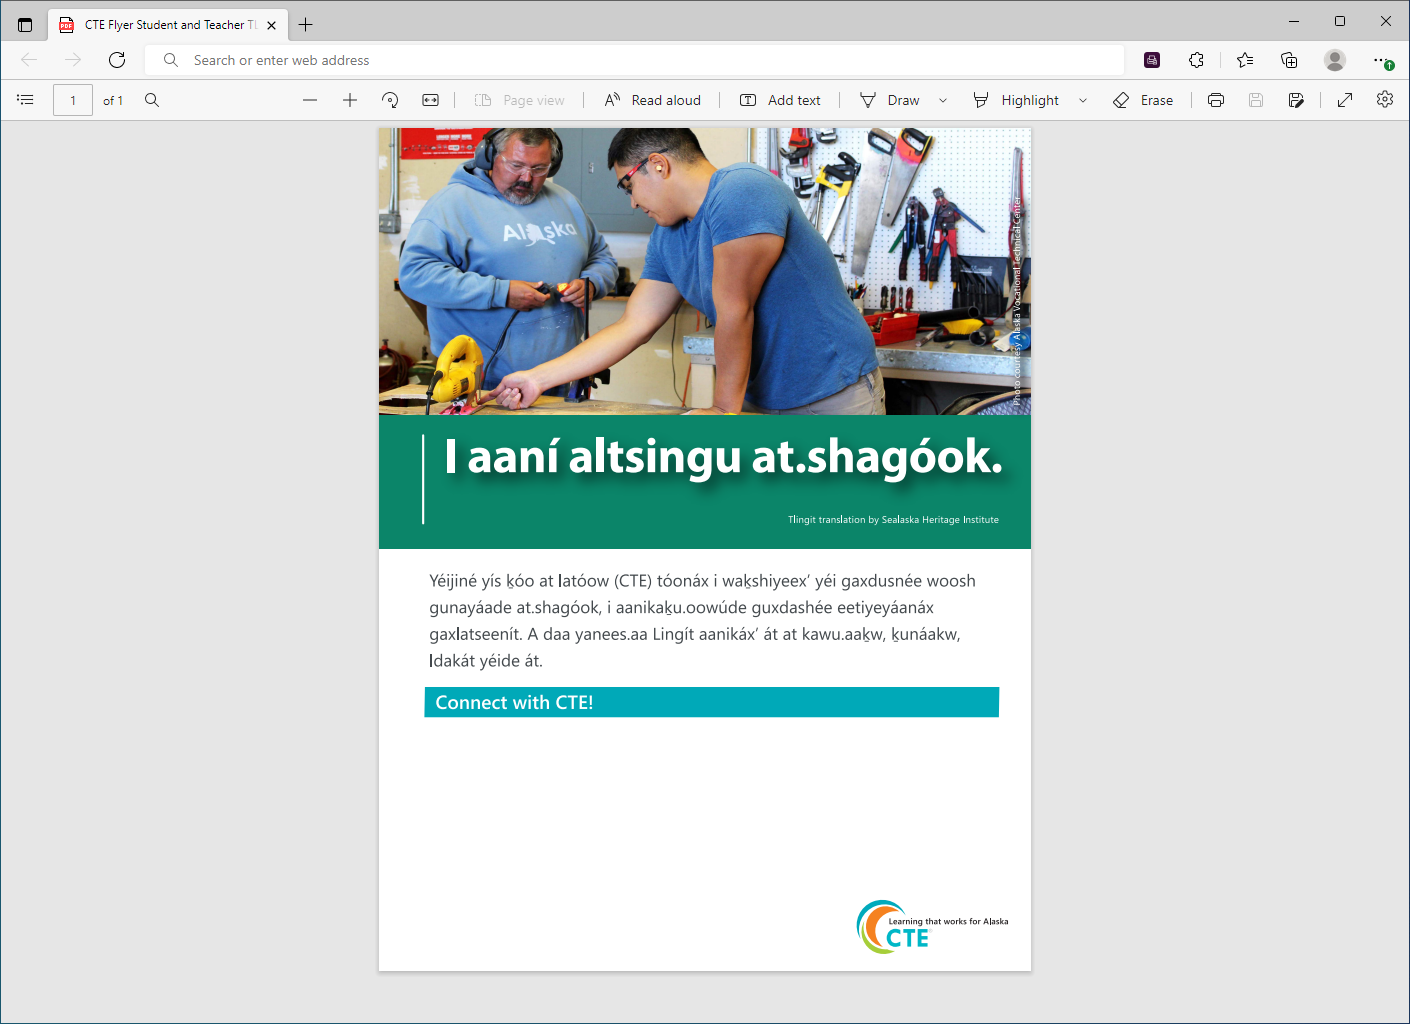 CTE Flyer Student and Teacher TL
Search or enter web address
1 of 1
Page view
Read aloud
Add text
Draw
Highlight
Erase
Alaska
Photo courtesy Alaska Vocational Technical Center
I aaní altsingu at.shagóok.
Tlingit translation by Sealaska Heritage Institute
Yéijiné yís ḵóo at latóow (CTE) tóonáx i waḵshiyeex’ yéi gaxdusnée woosh
gunayáade at.shagóok, i aanikaḵu.oowúde guxdashée eetiyeyáanáx
gaxlatseenít. A daa yanees.aa Lingít aanikáx’ át at kawu.aaḵw, ḵunáakw,
ldakát yéide át.
Connect with CTE!
Learning that works for Alaska
CTE